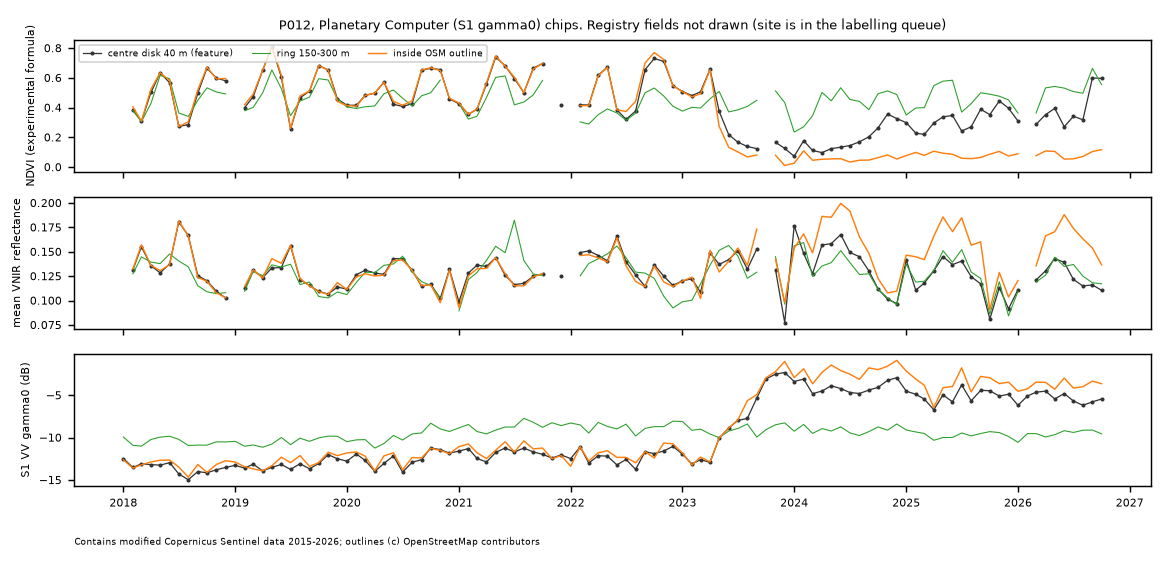 P012, Planetary Computer (S1 gamma0) chips. Registry fields not drawn (site is in the labelling queue)
centre disk 40 m (feature)
ring 150-300 m
inside OSM outline
NDVI (experimental formula)
0.8
0.6
0.4
0.2
0.0
mean VNIR reflectance
0.200
0.175
0.150
0.125
0.100
0.075
S1 VV gamma0 (dB)
−5
−10
−15
2018 2019 2020 2021 2022 2023 2024 2025 2026 2027
Contains modified Copernicus Sentinel data 2015-2026; outlines (c) OpenStreetMap contributors